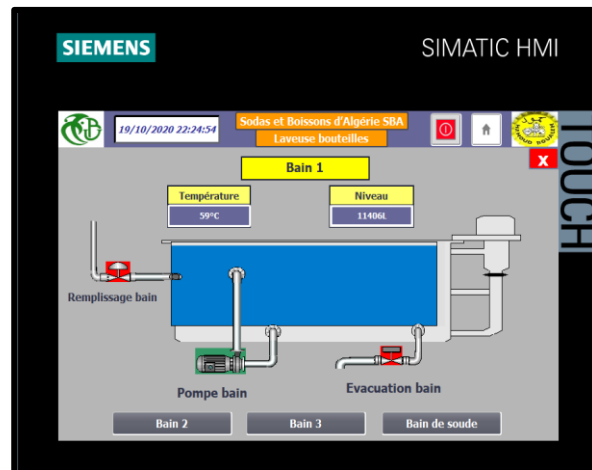 SIEMENS
SIMATIC HMI
TOUCH
19/10/2020 22:24:54
Sodas et Boissons d'Algérie SBA
Laveuse bouteilles
X
Bain 1
Température
Niveau
59°C
11406L
Remplissage bain
Pompe bain
Evacuation bain
Bain 2
Bain 3
Bain de soude